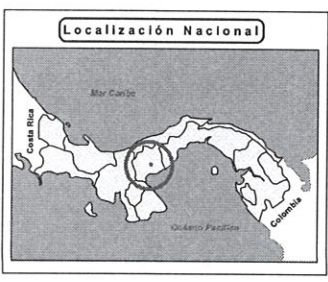 Localización Nacional
Mar Caribe
Costa Rica
Océano Pacífico
Colombia